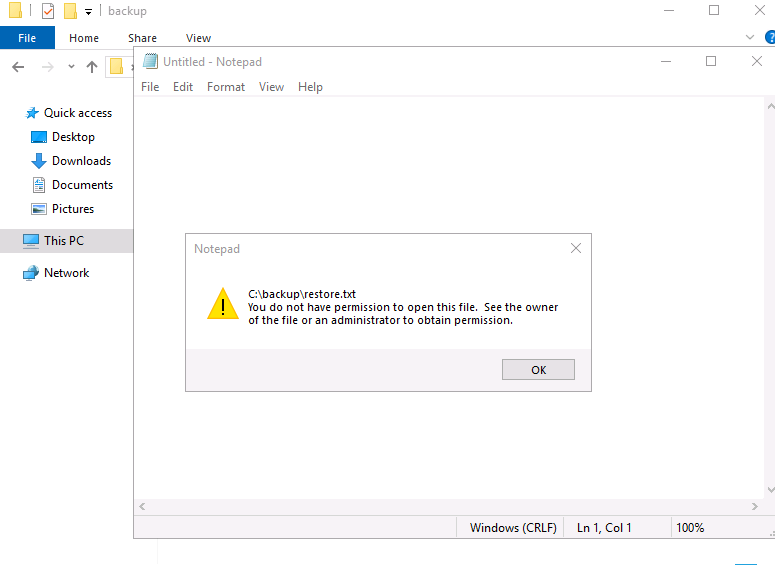 backup
File Home Share View
Untitled - Notepad
File Edit Format View Help
Quick access
Desktop
Downloads
Documents
Pictures
This PC
Network
Notepad
C:\backup\restore.txt
You do not have permission to open this file. See the owner
of the file or an administrator to obtain permission.
OK
Windows (CRLF) Ln 1, Col 1 100%